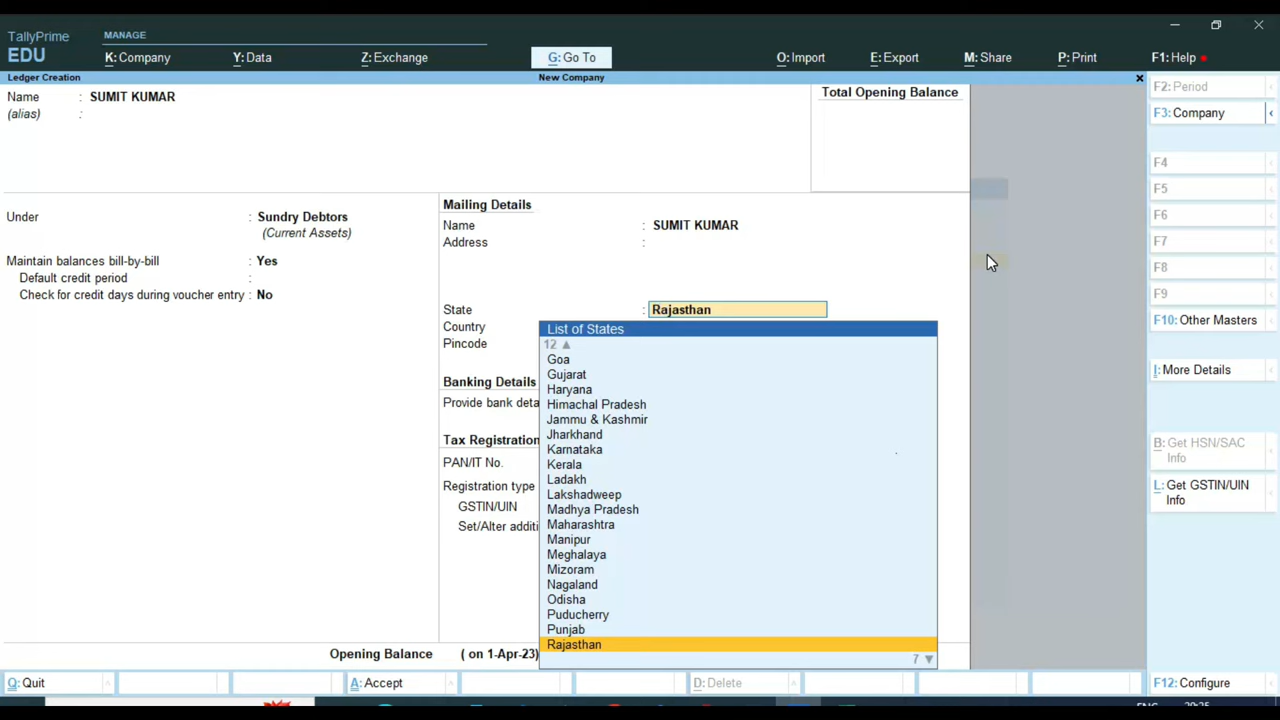 TallyPrime
EDU
MANAGE
K: Company
Y: Data
Z: Exchange
G: Go To
O: Import
E: Export
M: Share
P: Print
F1: Help
Ledger Creation
New Company
Name : SUMIT KUMAR
(alias) :
Total Opening Balance
Under : Sundry Debtors
(Current Assets)
Maintain balances bill-by-bill : Yes
Default credit period :
Check for credit days during voucher entry : No
Mailing Details
Name : SUMIT KUMAR
Address :
State : Rajasthan
Country
Pincode
Banking Details
Provide bank deta
Tax Registration
PAN/IT No.
Registration type
GSTIN/UIN
Set/Alter additi
List of States
12 ▲
Goa
Gujarat
Haryana
Himachal Pradesh
Jammu & Kashmir
Jharkhand
Karnataka
Kerala
Ladakh
Lakshadweep
Madhya Pradesh
Maharashtra
Manipur
Meghalaya
Mizoram
Nagaland
Odisha
Puducherry
Punjab
Rajasthan
7 ▼
Opening Balance ( on 1-Apr-23)
F2: Period
F3: Company
F4
F5
F6
F7
F8
F9
F10: Other Masters
I: More Details
B: Get HSN/SAC
Info
L: Get GSTIN/UIN
Info
Q: Quit
A: Accept
D: Delete
F12: Configure